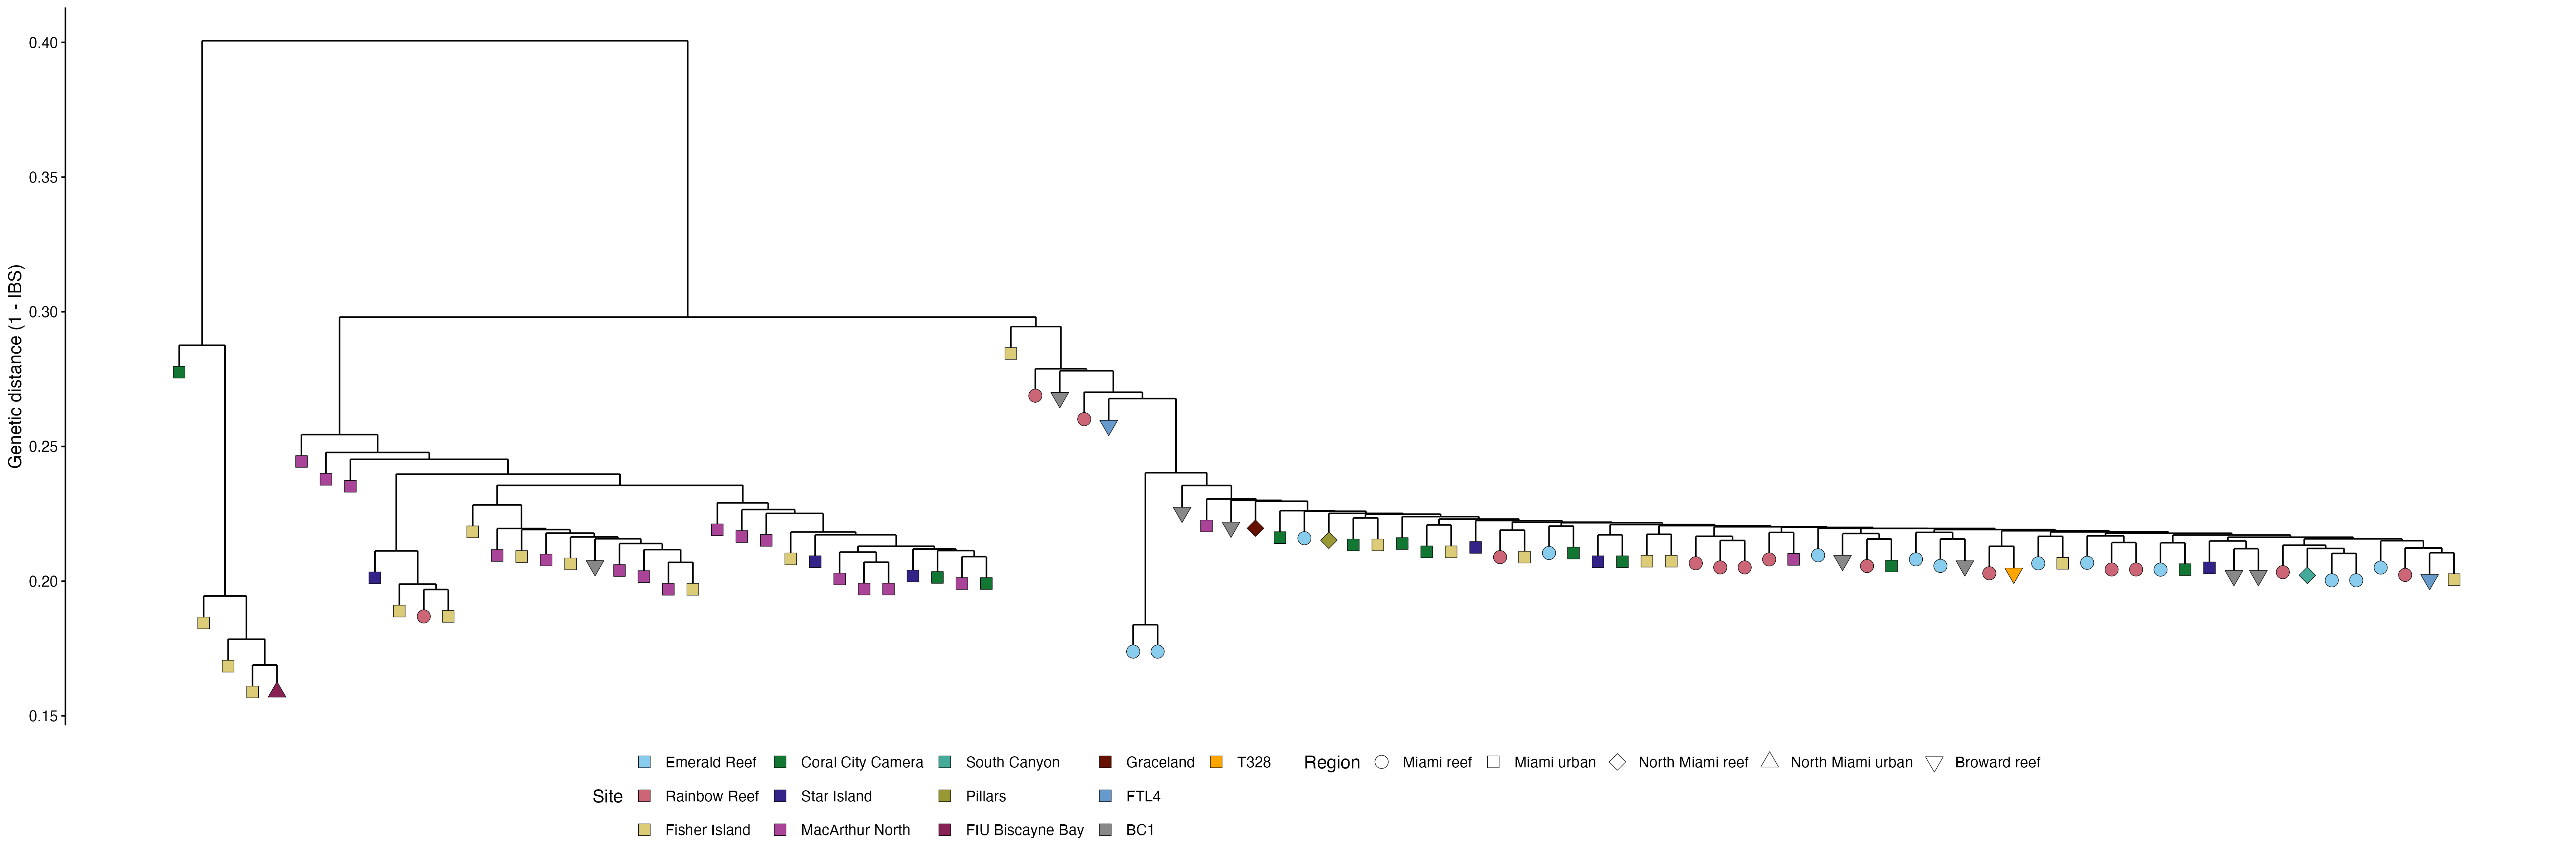 0.40
0.35
0.30
0.25
0.20
0.15
Genetic distance (1 - IBS)
Site
Emerald Reef
Coral City Camera
South Canyon
Graceland
T328
Rainbow Reef
Star Island
Pillars
FTL4
Fisher Island
MacArthur North
FIU Biscayne Bay
BC1
Region
Miami reef
Miami urban
North Miami reef
North Miami urban
Broward reef